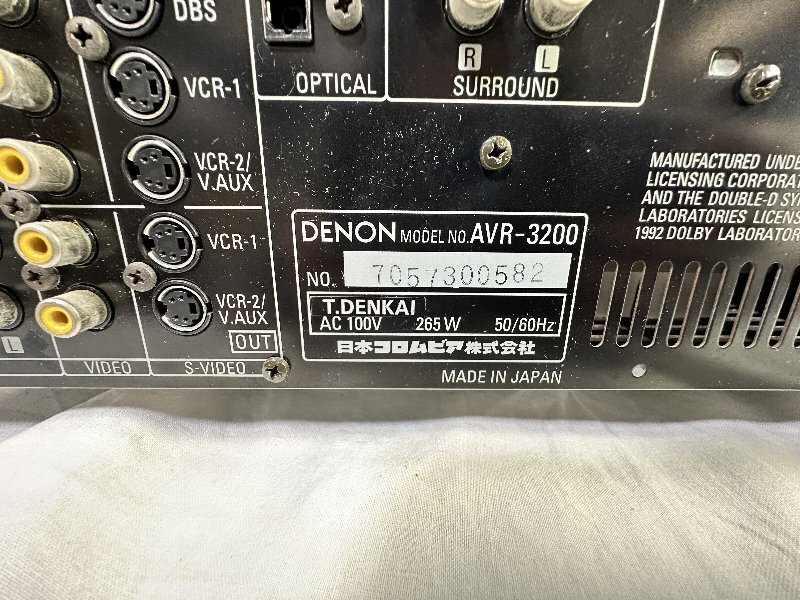 DBS
VCR-1
OPTICAL
R L
SURROUND
VCR-2/
V.AUX
MANUFACTURED UNDE
LICENSING CORPORAT
AND THE DOUBLE-D SY
LABORATORIES LICENS
1992 DOLBY LABORATOR
DENON MODEL NO. AVR-3200
NO. 7057300582
T.DENKAI
AC 100V 265W 50/60Hz
日本コロムビア株式会社
MADE IN JAPAN
VCR-1
VCR-2/
V.AUX
OUT
L
VIDEO
S-VIDEO